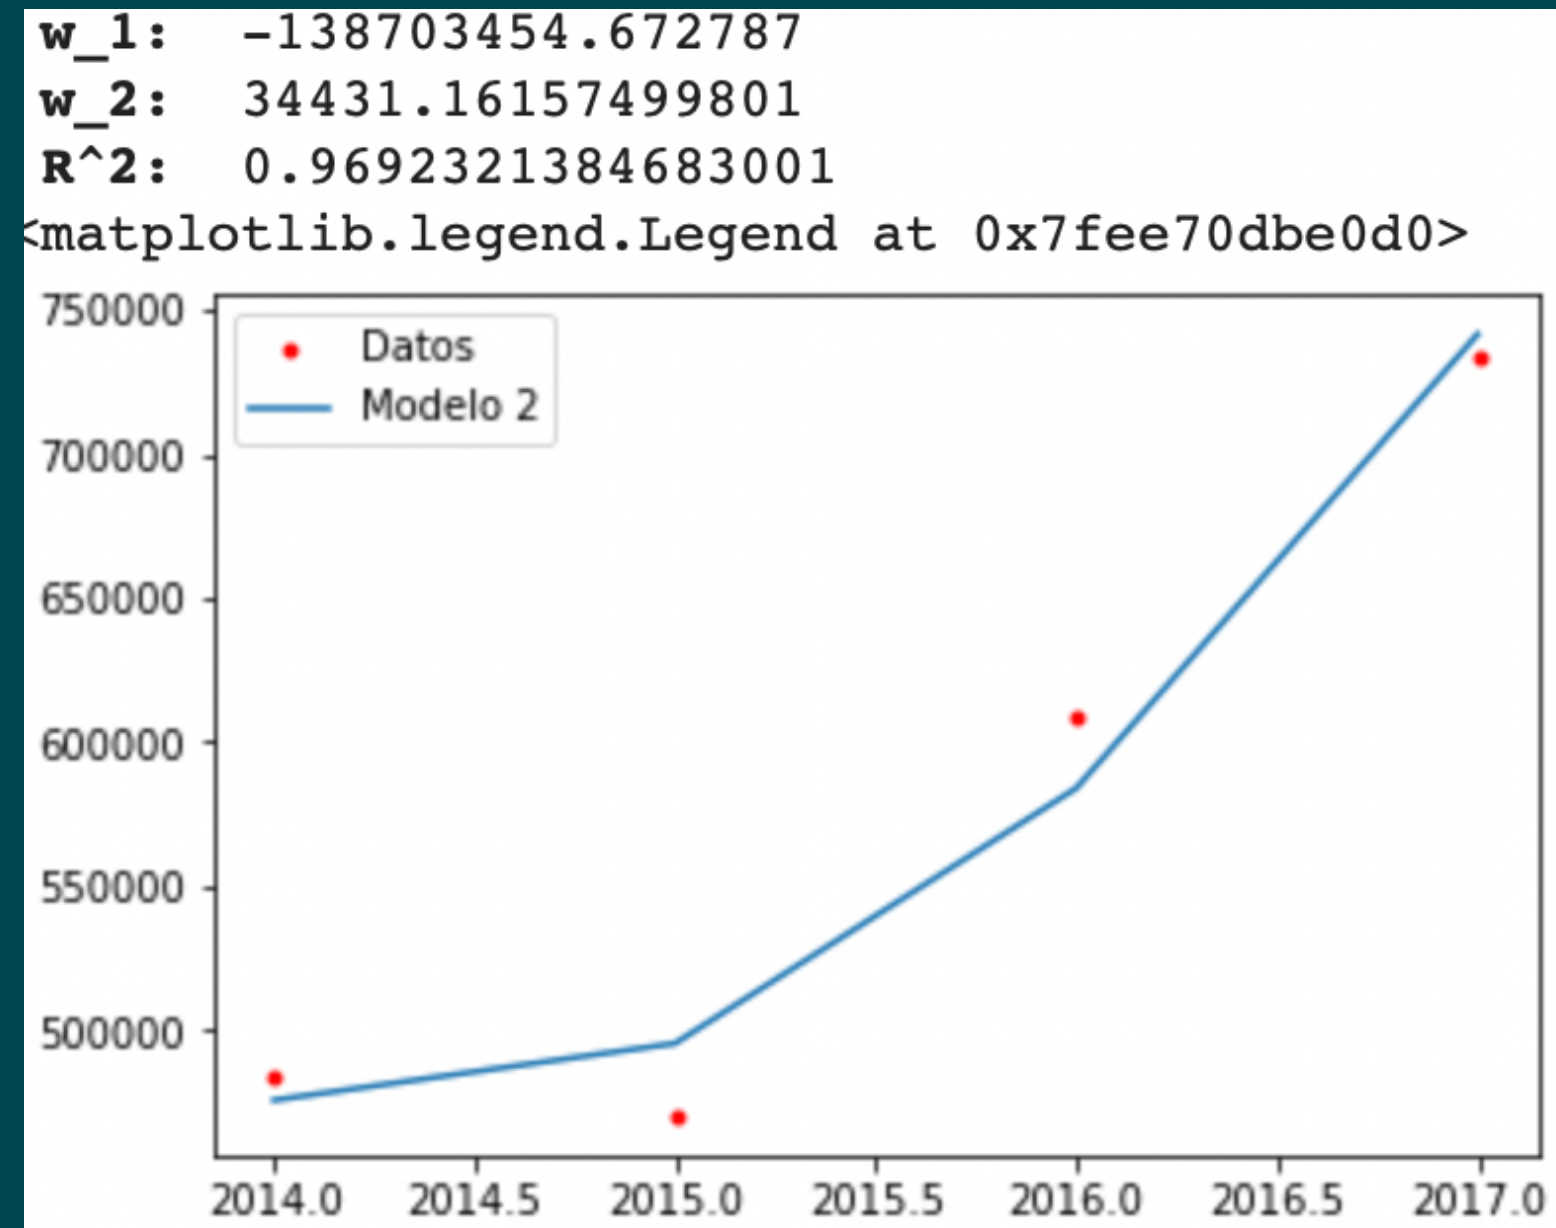 w_1: -138703454.672787
w_2: 34431.16157499801
R^2: 0.9692321384683001
<matplotlib.legend.Legend at 0x7fee70dbe0d0>
750000
700000
650000
600000
550000
500000
Datos
Modelo 2
2014.0 2014.5 2015.0 2015.5 2016.0 2016.5 2017.0